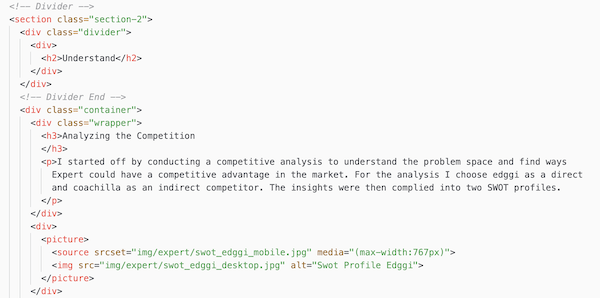 <!-- Divider -->
<section class="section-2">
<div class="divider">
<div>
<h2>Understand</h2>
</div>
</div>
<!-- Divider End -->
<div class="container">
<div class="wrapper">
<h3>Analyzing the Competition
</h3>
<p>I started off by conducting a competitive analysis to understand the problem space and find ways
Expert could have a competitive advantage in the market. For the analysis I choose edggi as a direct
and coachilla as an indirect competitor. The insights were then complied into two SWOT profiles.
</p>
</div>
<div>
<picture>
<source srcset="img/expert/swot_edggi_mobile.jpg" media="(max-width:767px)">
<img src="img/expert/swot_edggi_desktop.jpg" alt="Swot Profile Edggi">
</picture>
</div>